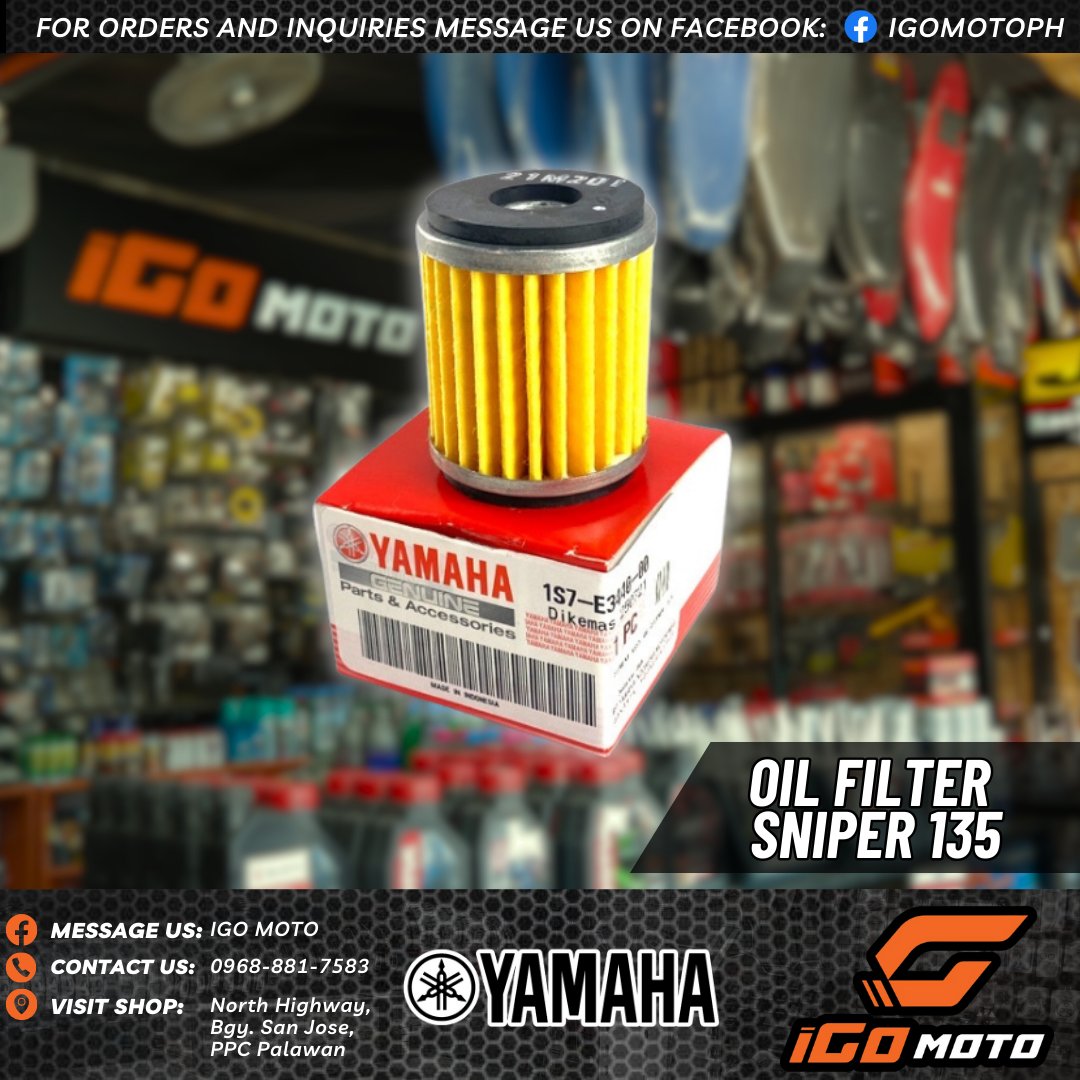 FOR ORDERS AND INQUIRIES MESSAGE US ON FACEBOOK: IGOMOTOPH
21M201
iGO MOTO
YAMAHA
GENUINE
Parts & Accessories
1S7-E3440-00
Dikemas
1 PC
MADE IN INDONESIA
OIL FILTER
SNIPER 135
MESSAGE US: IGO MOTO
CONTACT US: 0968-881-7583
VISIT SHOP: North Highway,
Bgy. San Jose,
PPC Palawan
YAMAHA
iGO MOTO